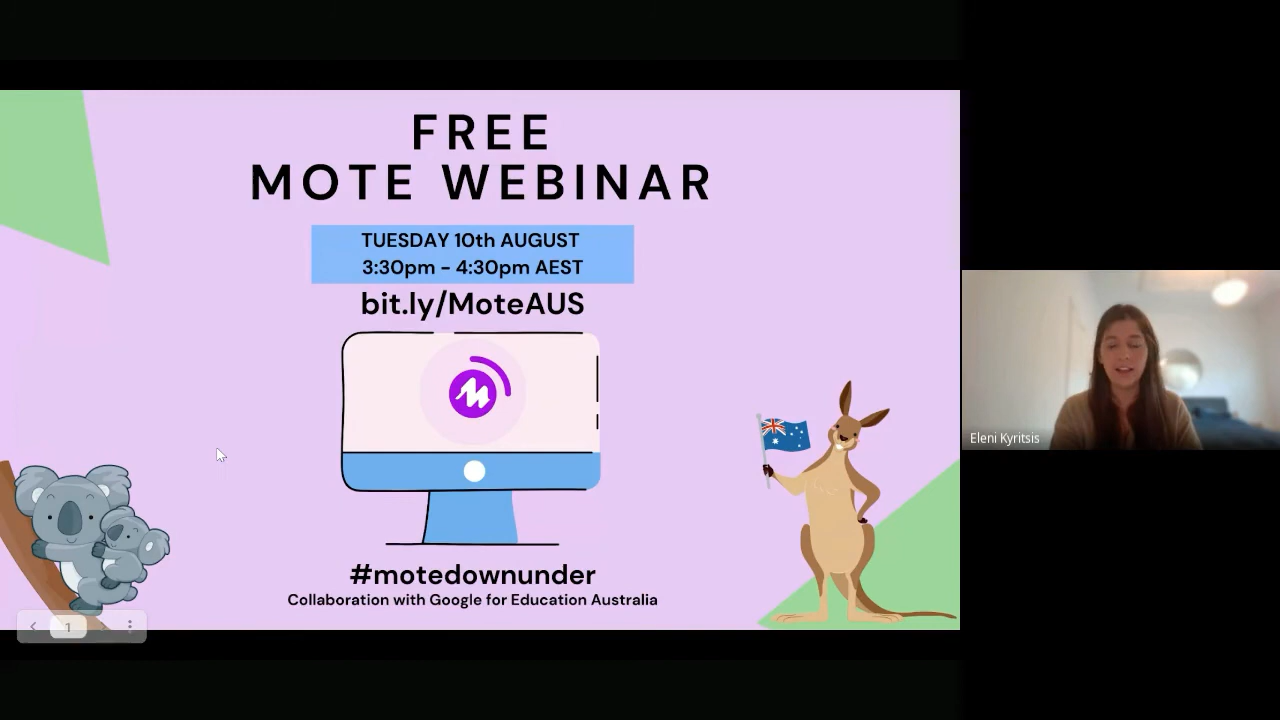 FREE
MOTE WEBINAR
TUESDAY 10th AUGUST
3:30pm - 4:30pm AEST
bit.ly/MoteAUS
#motedownunder
Collaboration with Google for Education Australia
1
Eleni Kyritsis